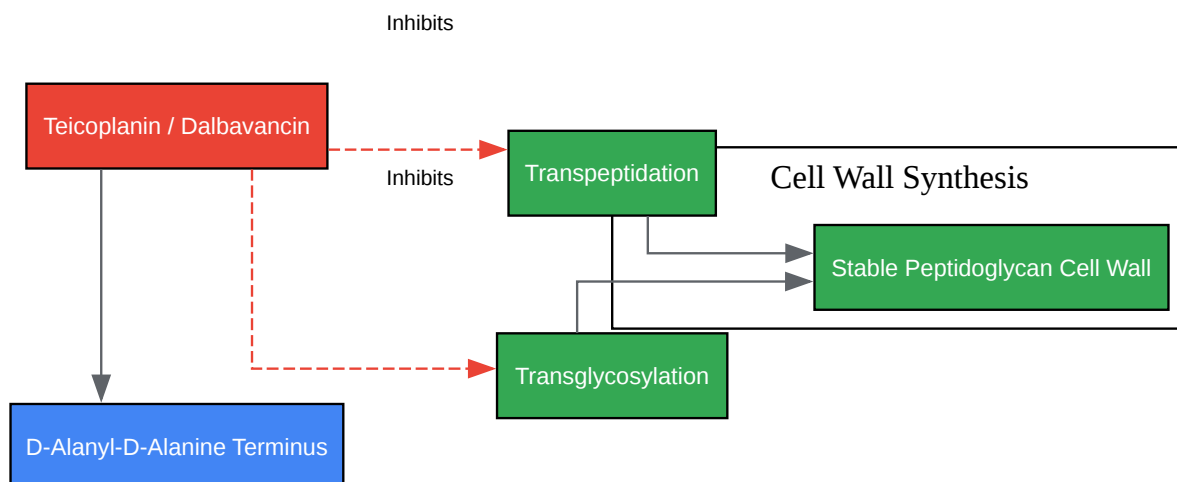 Inhibits
Teicoplanin / Dalbavancin
Transpeptidation
Inhibits
Cell Wall Synthesis
Stable Peptidoglycan Cell Wall
Transglycosylation
D-Alanyl-D-Alanine Terminus